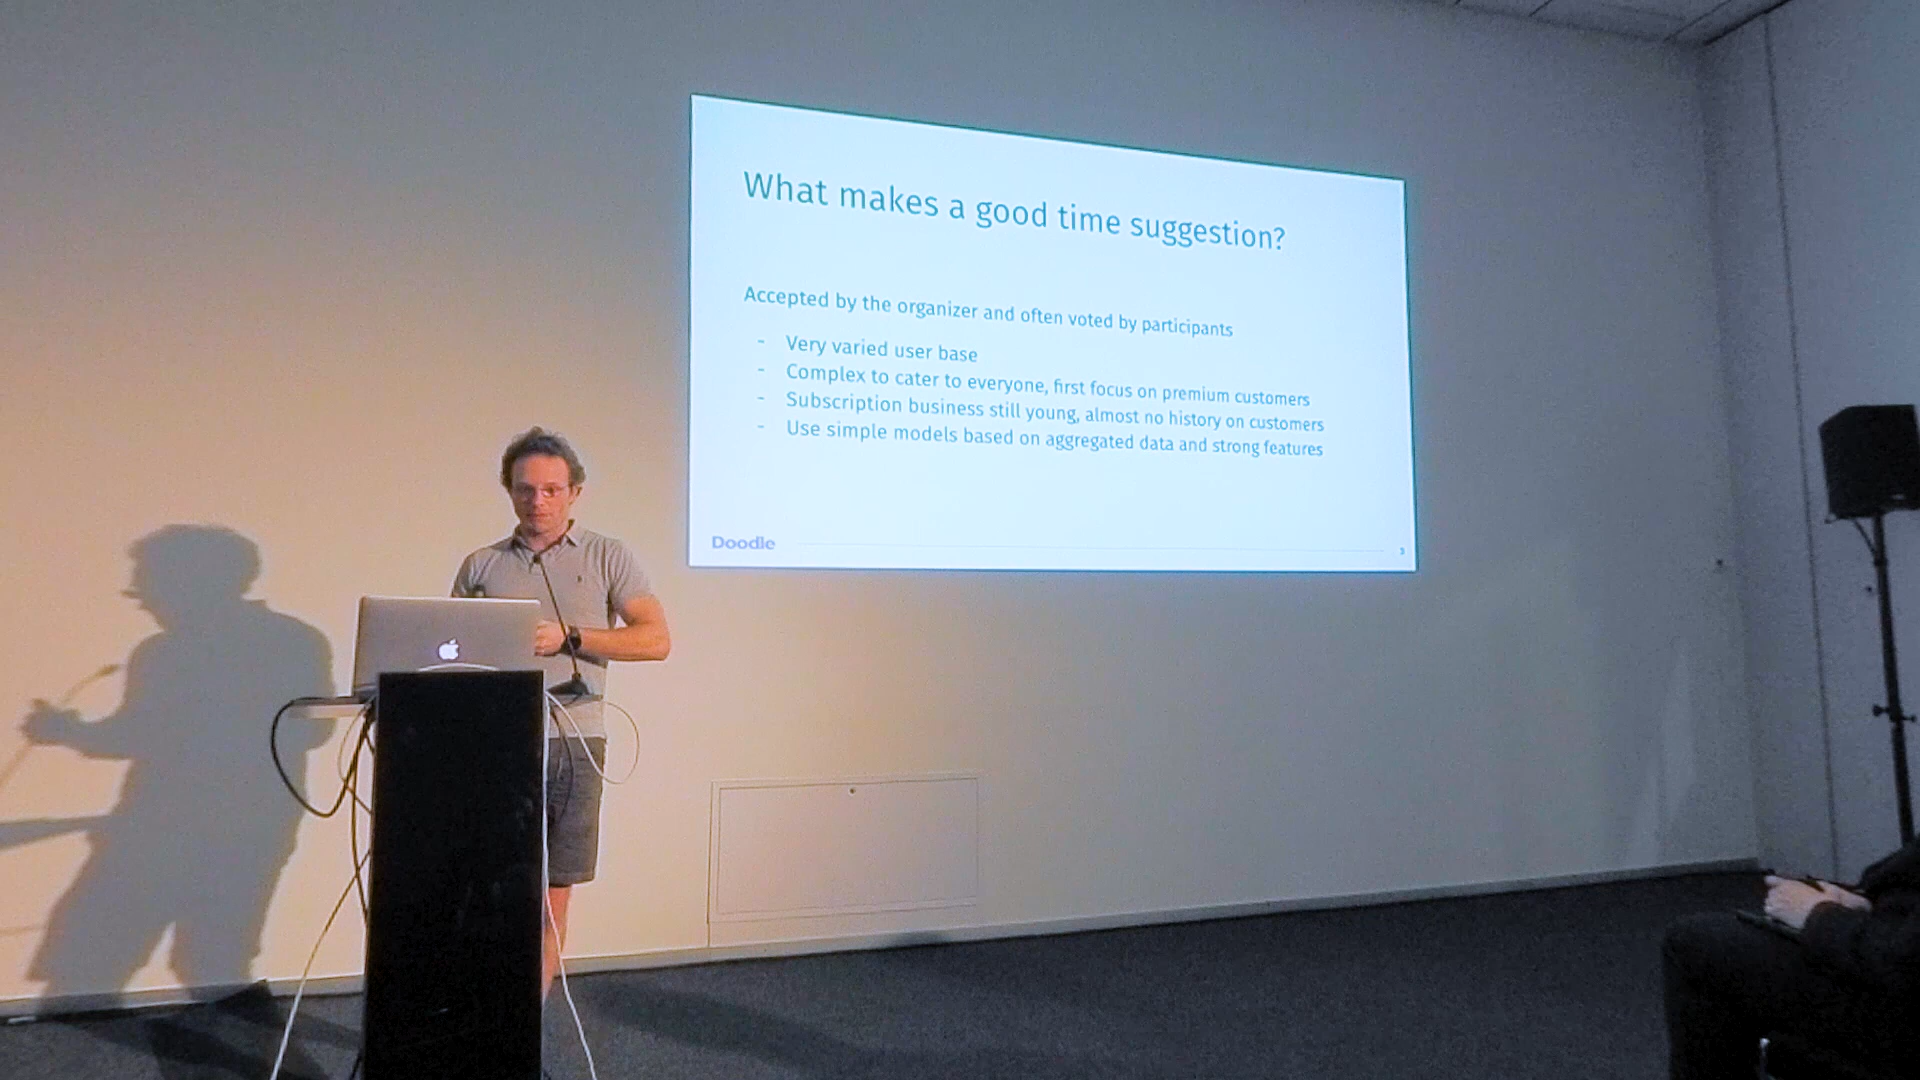 What makes a good time suggestion?
Accepted by the organizer and often voted by participants
- Very varied user base
- Complex to cater to everyone, first focus on premium customers
- Subscription business still young, almost no history on customers
- Use simple models based on aggregated data and strong features
Doodle
3